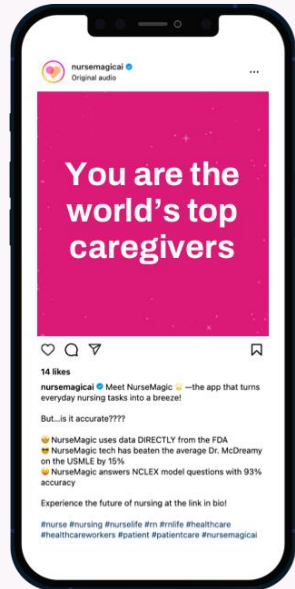 nursemagicai
Original audio
You are the
world's top
caregivers
14 likes
nursemagicai Meet NurseMagic 👇 —the app that turns
everyday nursing tasks into a breeze!
But...is it accurate????
🤓 NurseMagic uses data DIRECTLY from the FDA
😎 NurseMagic tech has beaten the average Dr. McDreamy
on the USMLE by 15%
😺 NurseMagic answers NCLEX model questions with 93%
accuracy
Experience the future of nursing at the link in bio!
#nurse #nursing #nurselife #rn #rnlife #healthcare
#healthcareworkers #patient #patientcare #nursemagicai